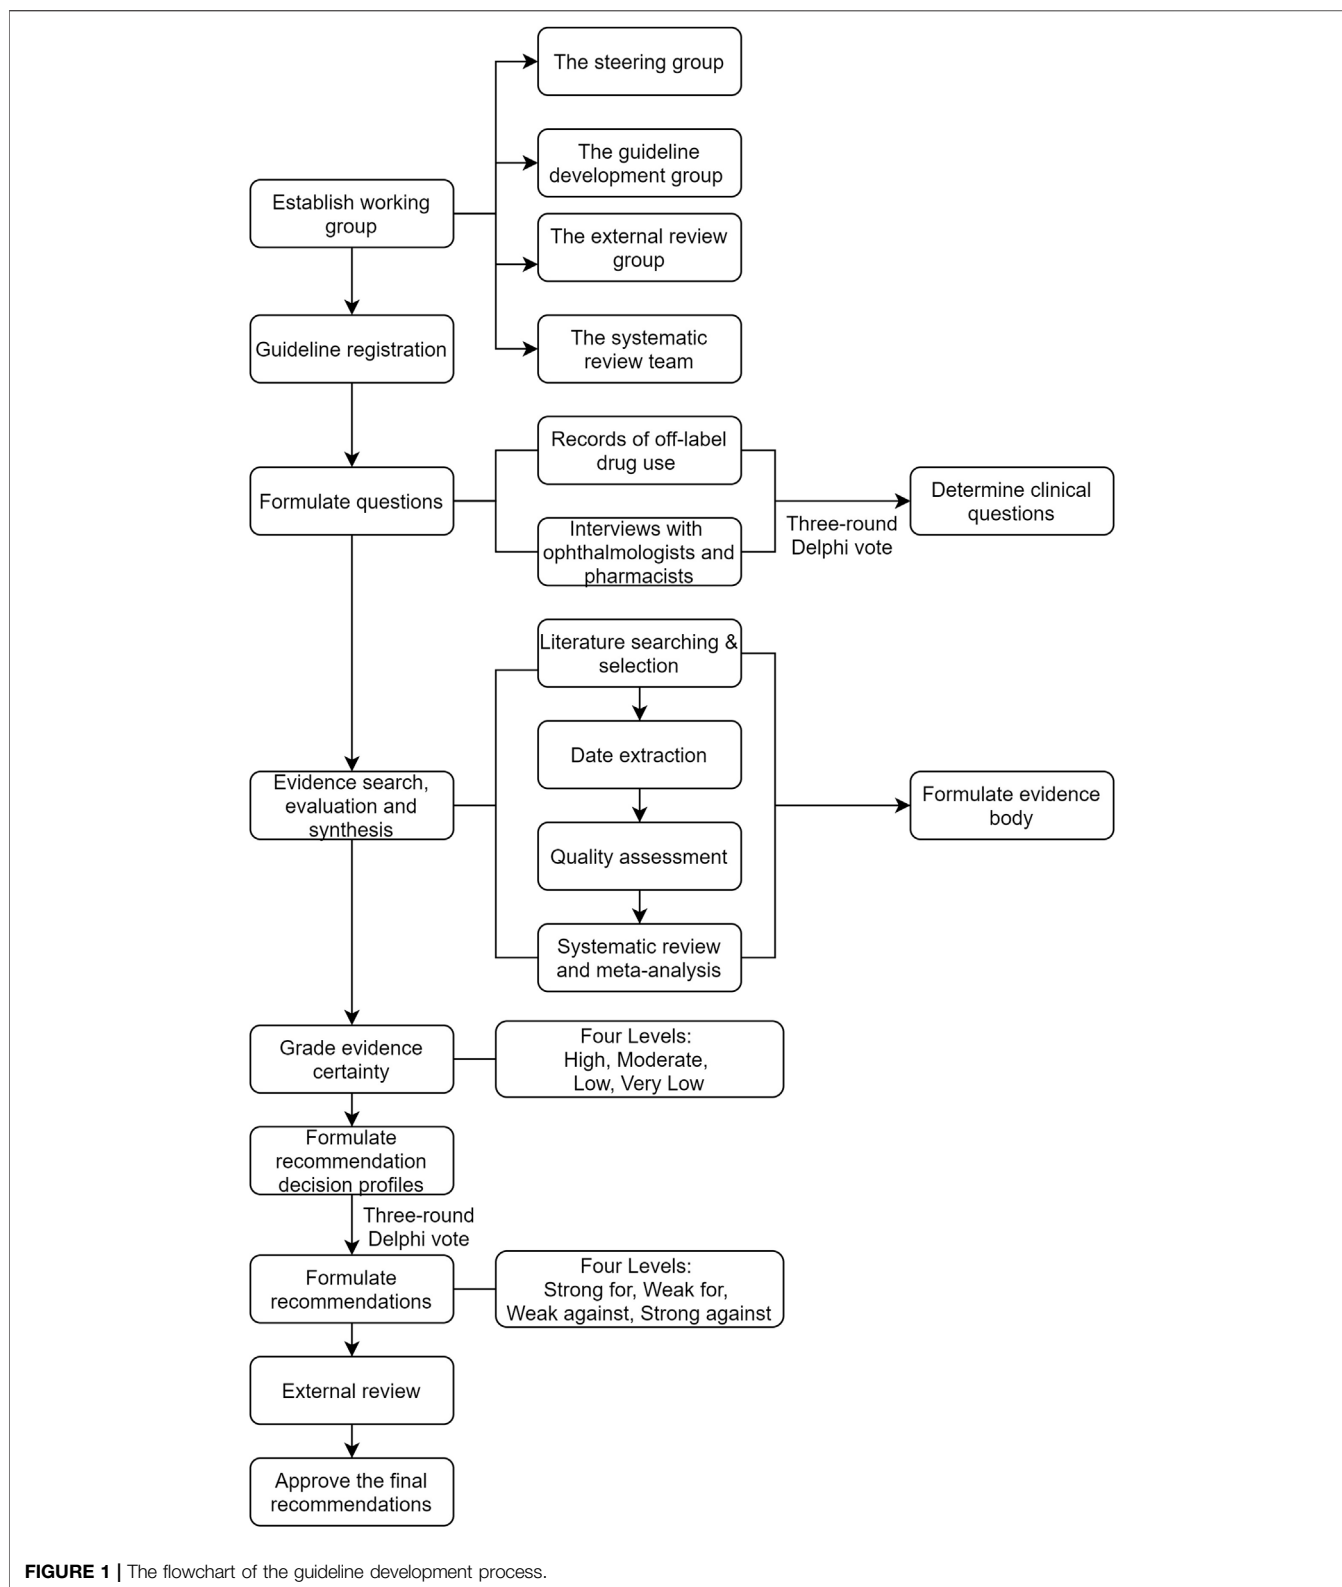 The steering group
The guideline
development group
Establish working
group
The external review
group
Guideline registration
The systematic
review team
Records of off-label
drug use
Formulate questions
Interviews with
ophthalmologists and
pharmacists
Three-round
Delphi vote
Determine clinical
questions
Literature searching &
selection
Date extraction
Evidence search,
evaluation and
synthesis
Quality assessment
Systematic review
and meta-analysis
Formulate evidence
body
Grade evidence
certainty
Four Levels:
High, Moderate,
Low, Very Low
Formulate
recommendation
decision profiles
Three-round
Delphi vote
Formulate
recommendations
Four Levels:
Strong for, Weak for,
Weak against, Strong against
External review
Approve the final
recommendations
FIGURE 1 | The flowchart of the guideline development process.